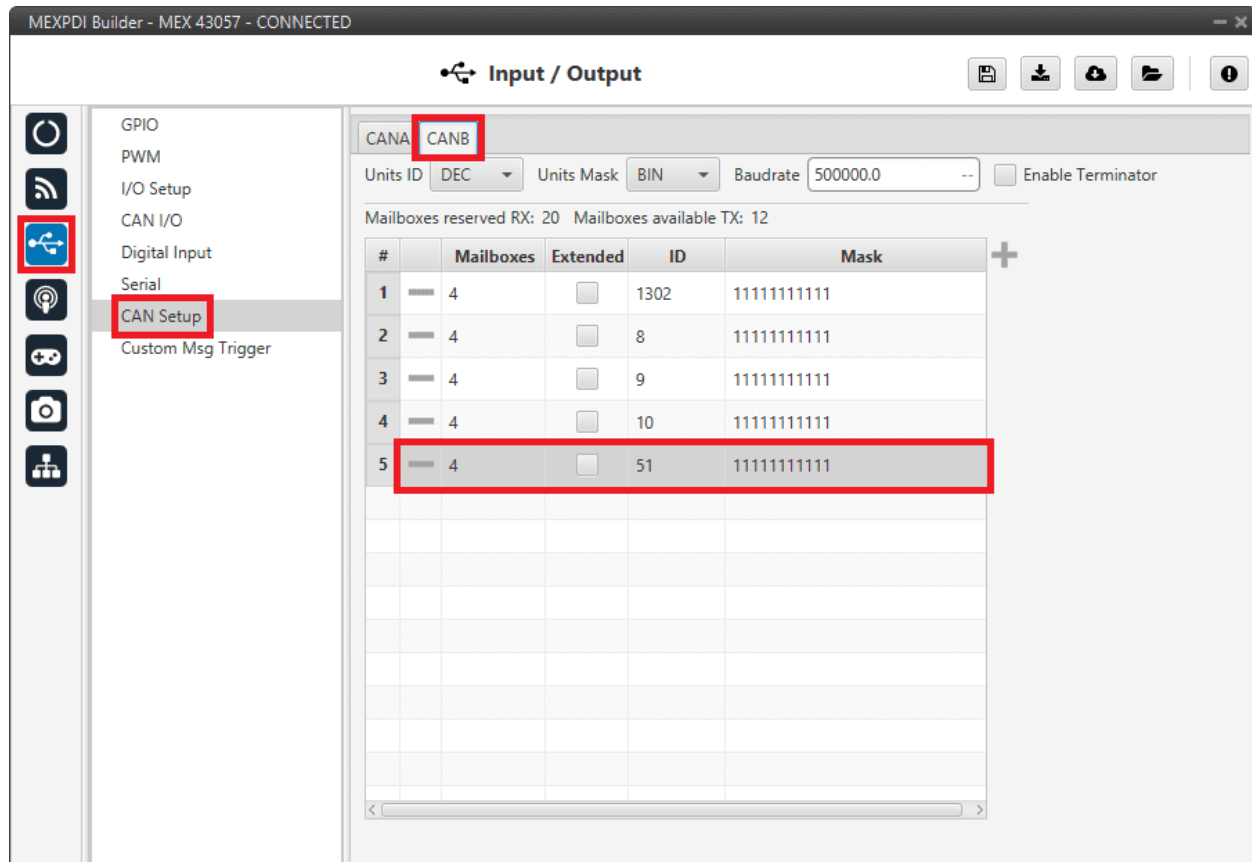 MEXPDI Builder - MEX 43057 - CONNECTED
Input / Output
GPIO
PWM
I/O Setup
CAN I/O
Digital Input
Serial
CAN Setup
Custom Msg Trigger
CANA CANB
Units ID DEC Units Mask BIN Baudrate 500000.0 -- Enable Terminator
Mailboxes reserved RX: 20 Mailboxes available TX: 12
# Mailboxes Extended ID Mask
1 4 1302 11111111111
2 4 8 11111111111
3 4 9 11111111111
4 4 10 11111111111
5 4 51 11111111111